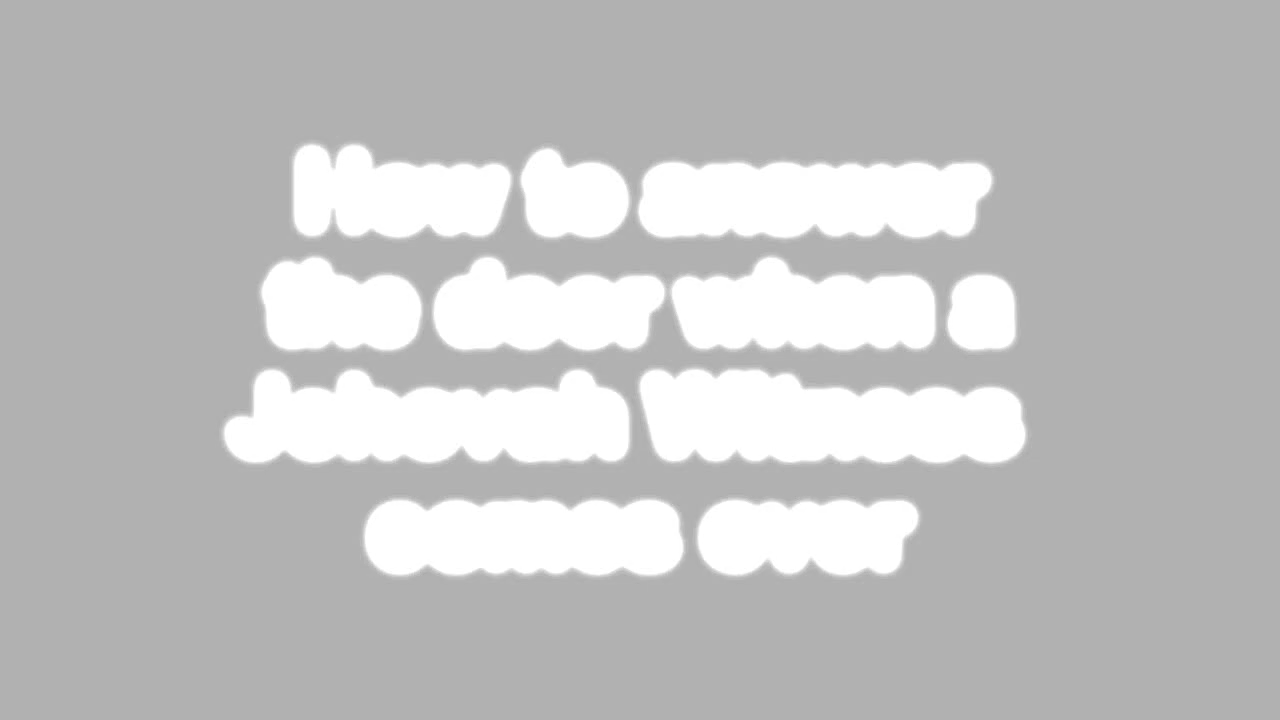 How to answer
the door when a
Jehovah Witness
comes over